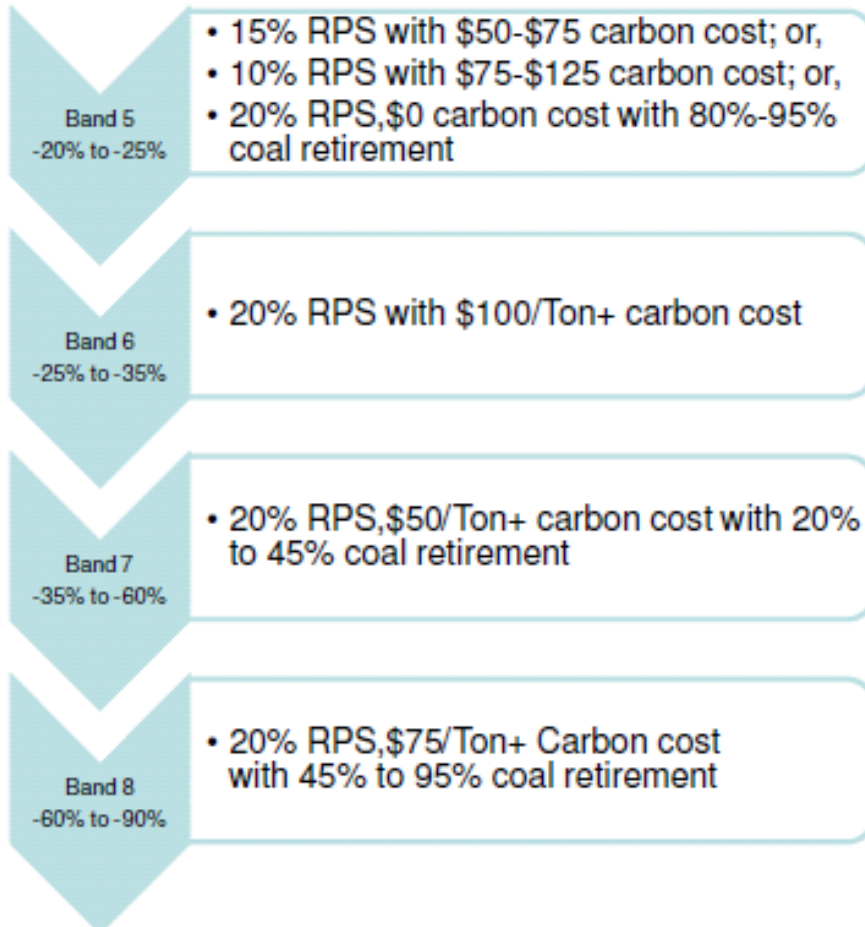 Band 5
-20% to -25%
• 15% RPS with $50-$75 carbon cost; or,
• 10% RPS with $75-$125 carbon cost; or,
• 20% RPS,$0 carbon cost with 80%-95%
coal retirement
Band 6
-25% to -35%
• 20% RPS with $100/Ton+ carbon cost
Band 7
-35% to -60%
• 20% RPS,$50/Ton+ carbon cost with 20%
to 45% coal retirement
Band 8
-60% to -90%
• 20% RPS,$75/Ton+ Carbon cost
with 45% to 95% coal retirement